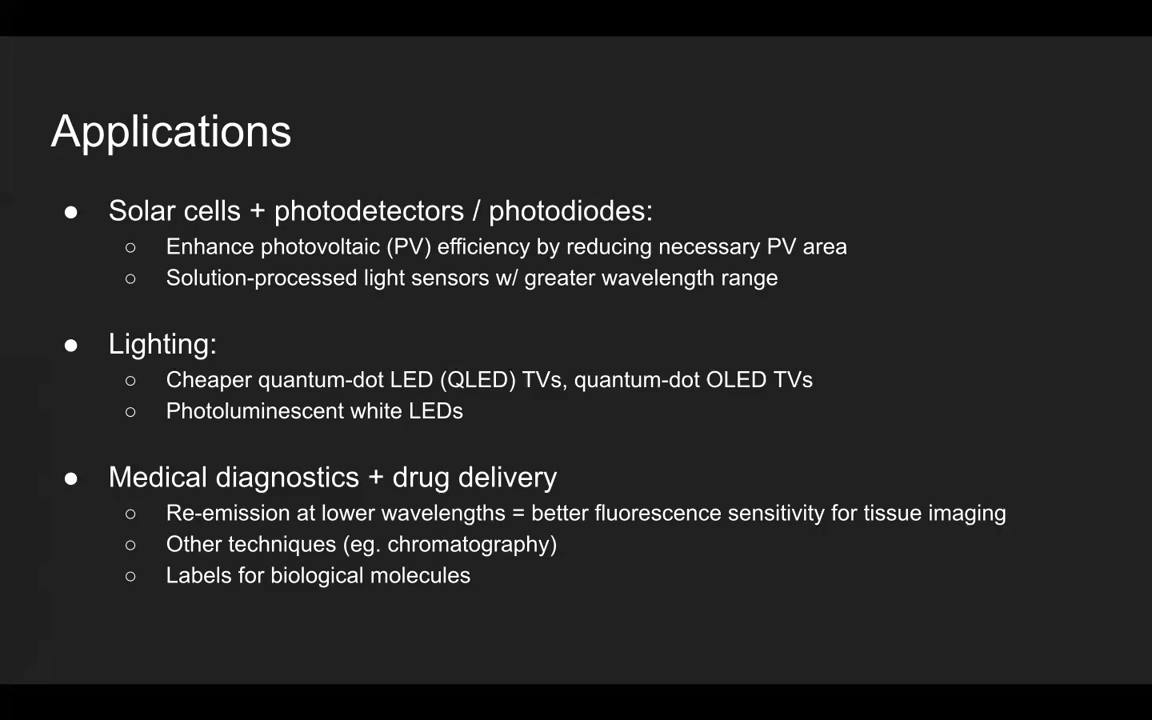 Applications
● Solar cells + photodetectors / photodiodes:
○ Enhance photovoltaic (PV) efficiency by reducing necessary PV area
○ Solution-processed light sensors w/ greater wavelength range
● Lighting:
○ Cheaper quantum-dot LED (QLED) TVs, quantum-dot OLED TVs
○ Photoluminescent white LEDs
● Medical diagnostics + drug delivery
○ Re-emission at lower wavelengths = better fluorescence sensitivity for tissue imaging
○ Other techniques (eg. chromatography)
○ Labels for biological molecules